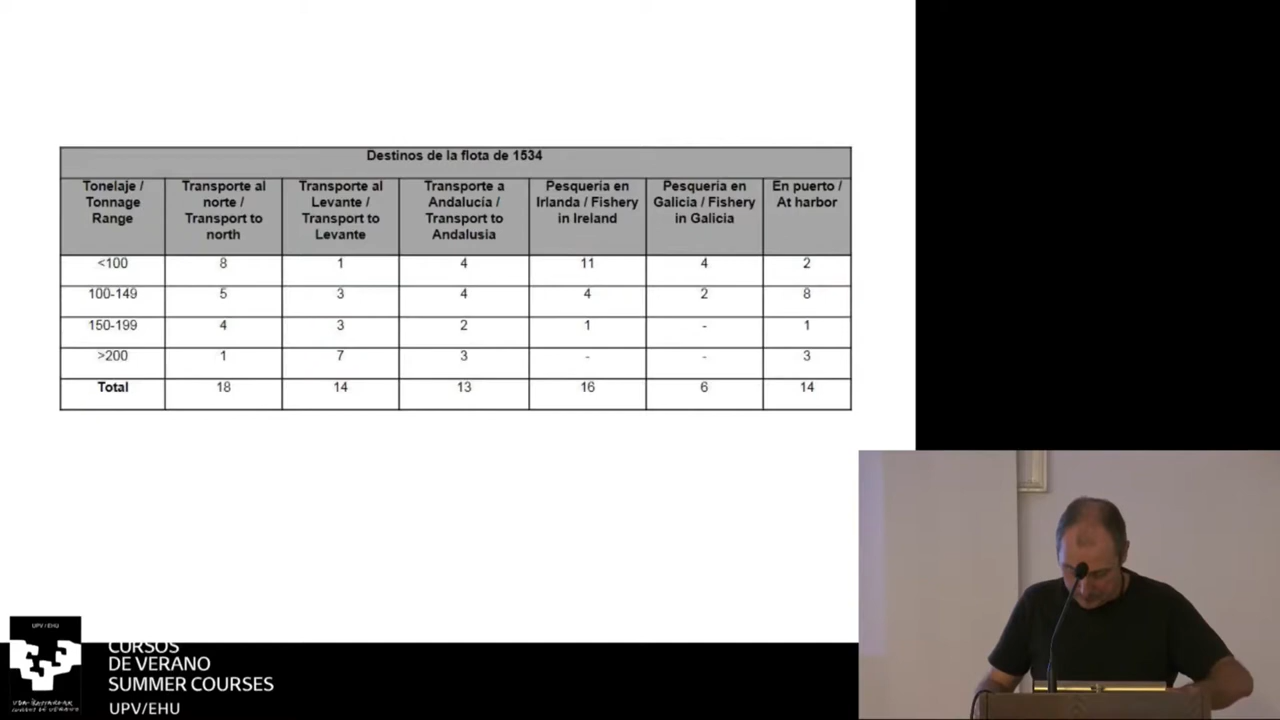 Destinos de la flota de 1534
Tonelaje /
Tonnage
Range
Transporte al
norte /
Transport to
north
Transporte al
Levante /
Transport to
Levante
Transporte a
Andalucía /
Transport to
Andalusia
Pesquería en
Irlanda / Fishery
in Ireland
Pesquería en
Galicia / Fishery
in Galicia
En puerto /
At harbor
<100 8 1 4 11 4 2
100-149 5 3 4 4 2 8
150-199 4 3 2 1 - 1
>200 1 7 3 - - 3
Total 18 14 13 16 6 14
UPV / EHU
CURSOS
DE VERANO
SUMMER COURSES
UPV/EHU